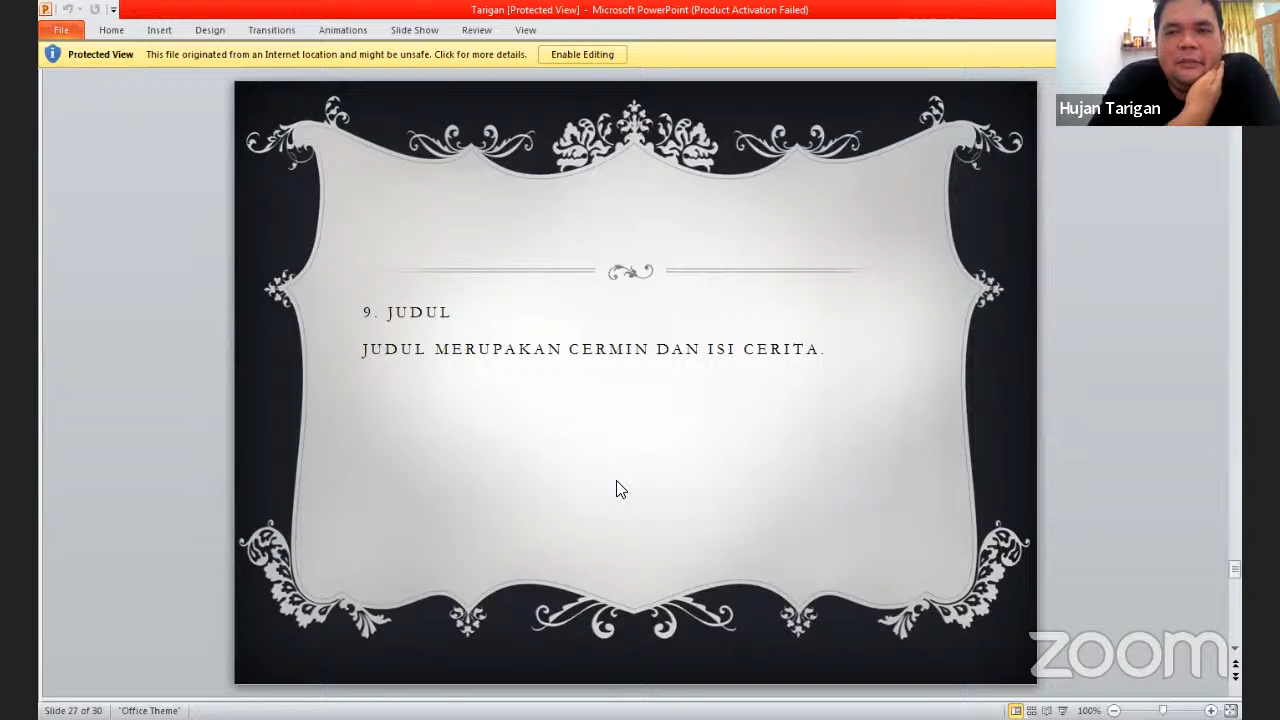 Tarigan [Protected View] - Microsoft PowerPoint (Product Activation Failed)
File Home Insert Design Transitions Animations Slide Show Review View
Protected View This file originated from an Internet location and might be unsafe. Click for more details. Enable Editing
Hujan Tarigan
9. JUDUL
JUDUL MERUPAKAN CERMIN DAN ISI CERITA.
zoom
Slide 27 of 30 "Office Theme" 100%